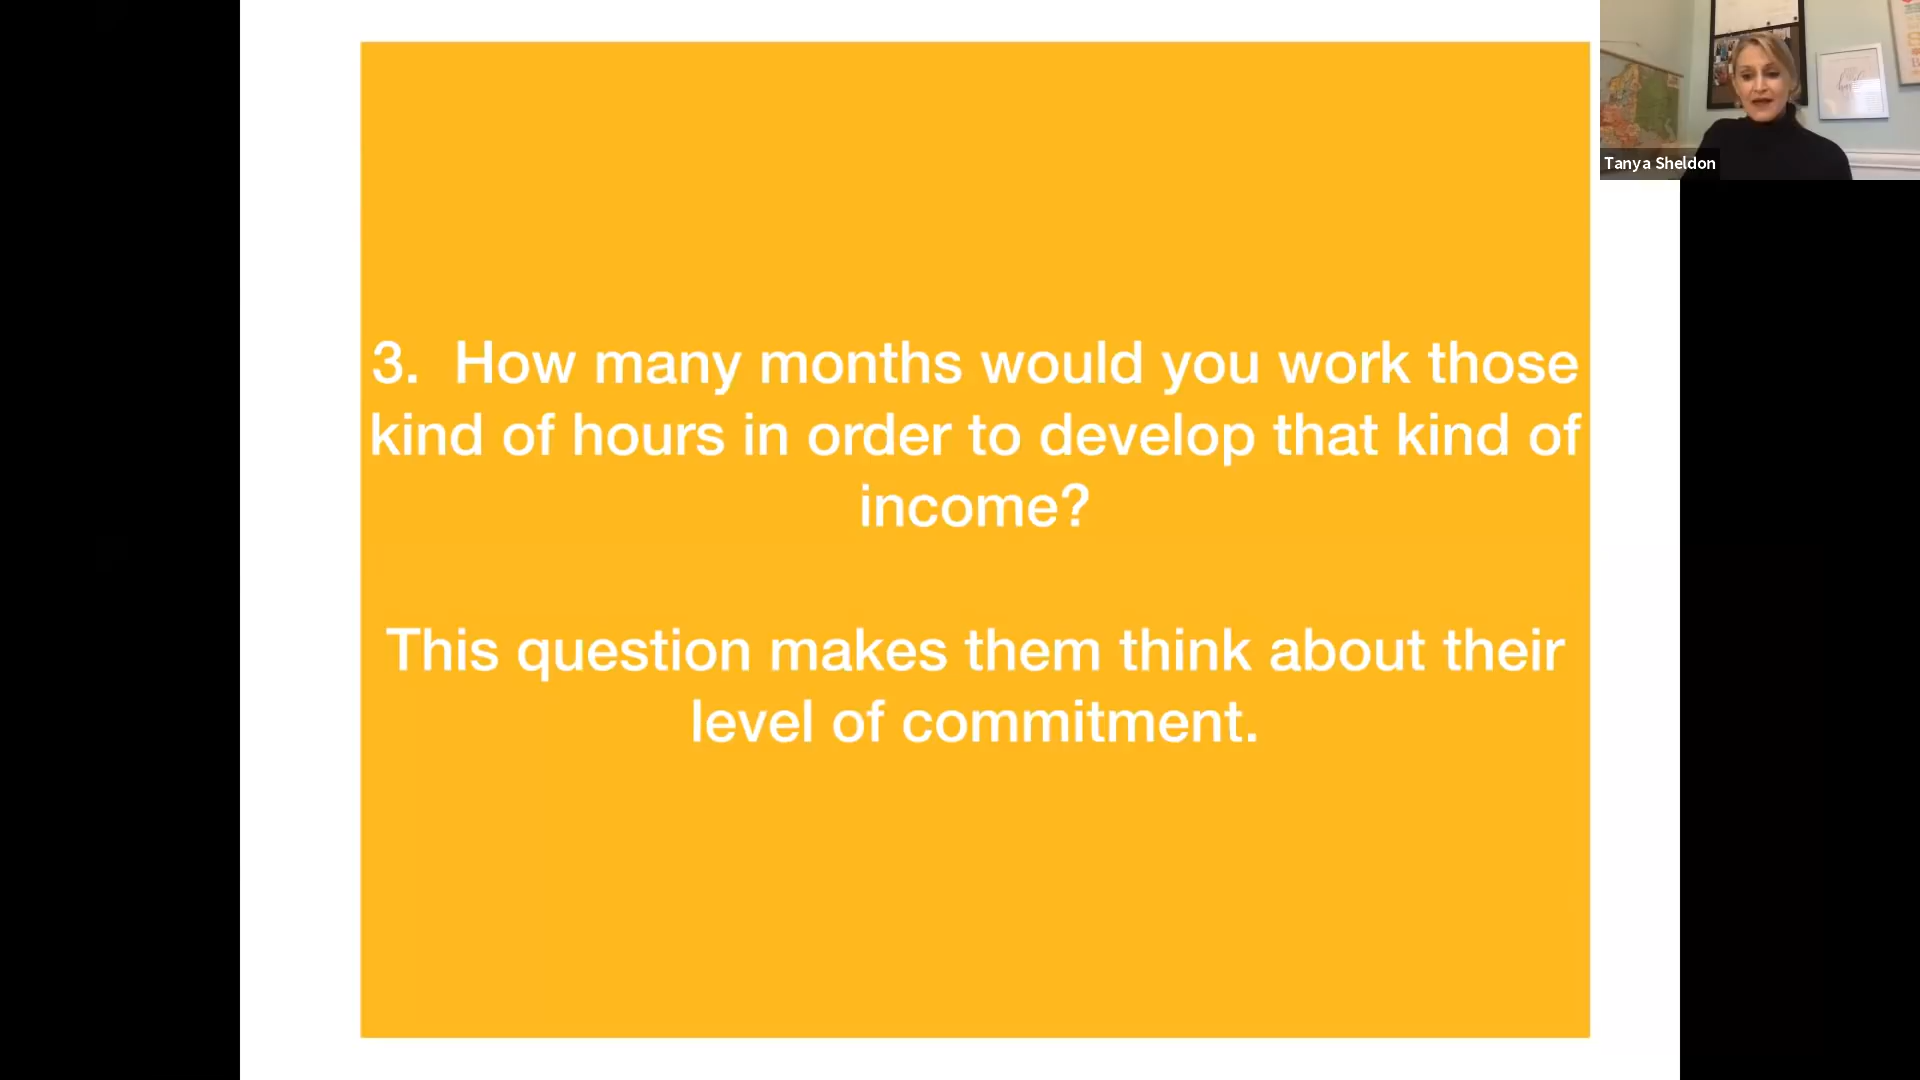 3.  How many months would you work those
kind of hours in order to develop that kind of
income?
This question makes them think about their
level of commitment.
Tanya Sheldon